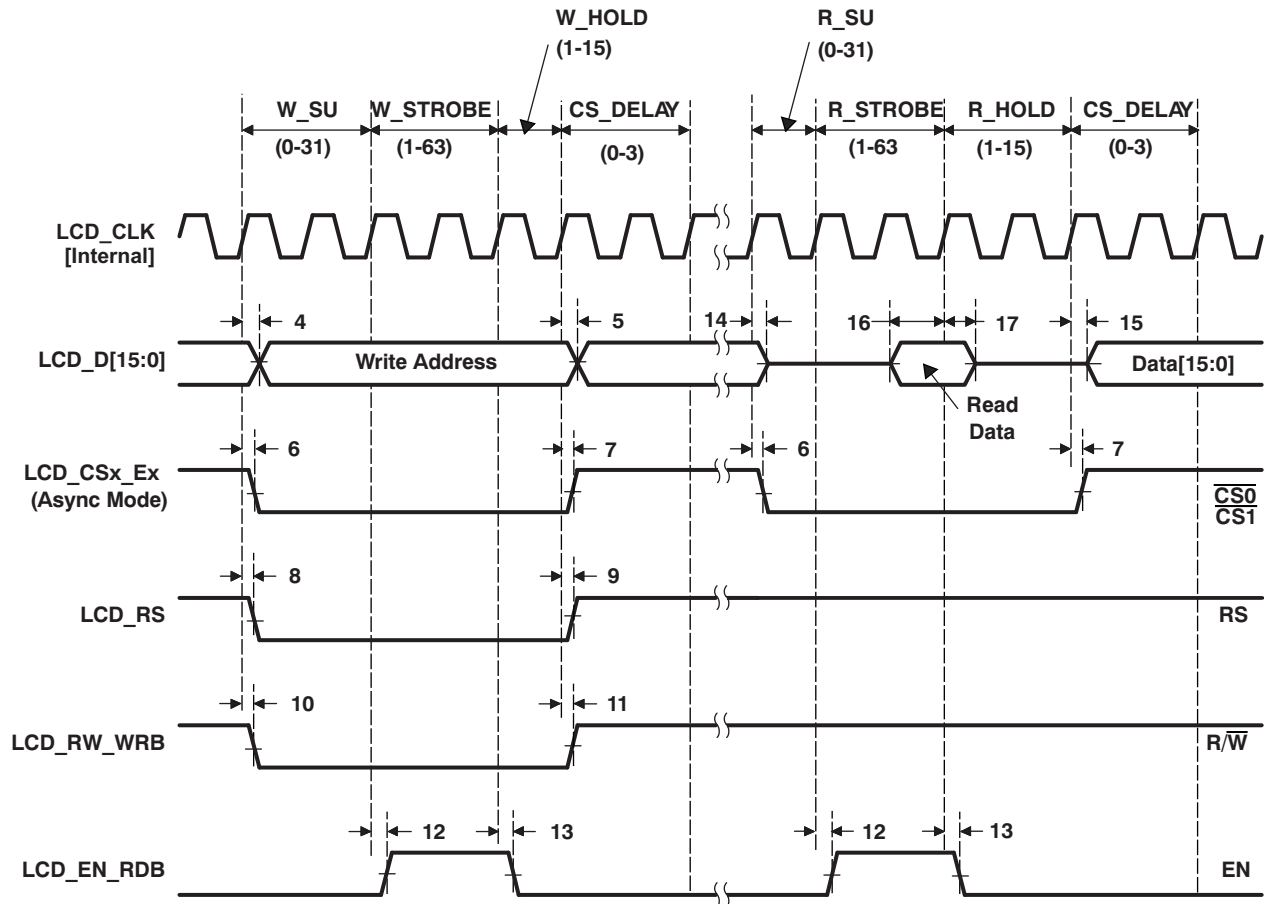 W_HOLD
(1-15)
R_SU
(0-31)
W_SU
W_STROBE
CS_DELAY
R_STROBE
R_HOLD
CS_DELAY
(0-31)
(1-63)
(0-3)
(1-63
(1-15)
(0-3)
LCD_CLK
[Internal]
4
5
14
16
17
15
LCD_D[15:0]
Write Address
Data[15:0]
Read
Data
6
7
6
7
LCD_CSx_Ex
(Async Mode)
CS0
CS1
8
9
LCD_RS
RS
10
11
LCD_RW_WRB
R/W
12
13
12
13
LCD_EN_RDB
EN